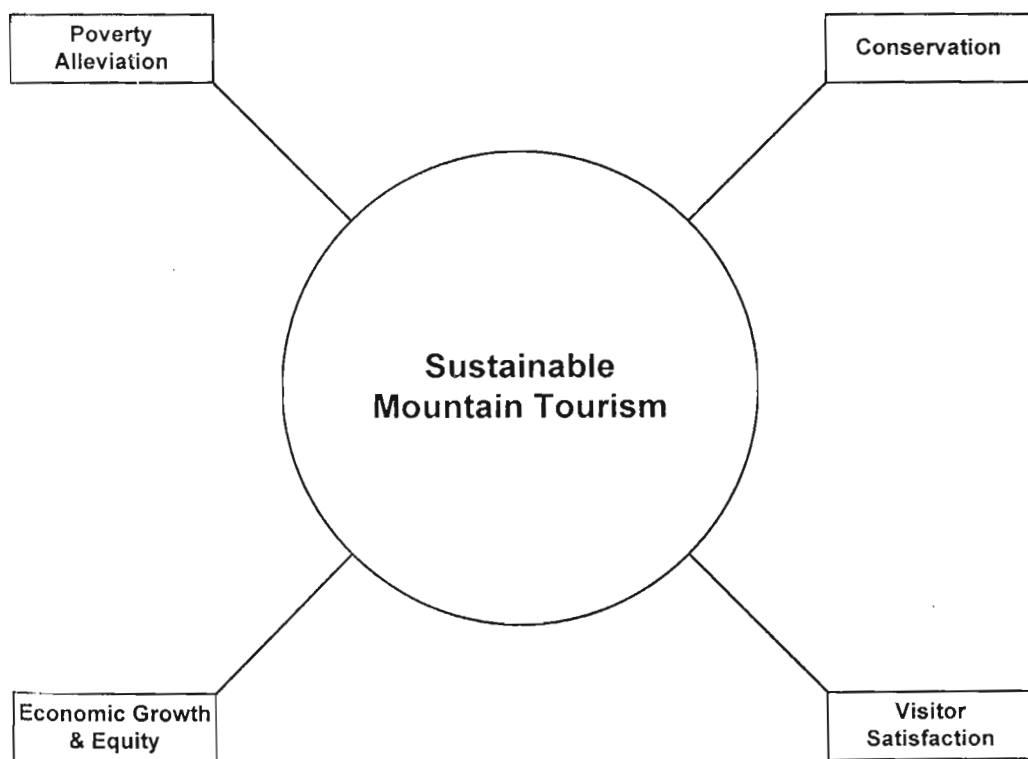 Poverty
Alleviation
Conservation
Sustainable
Mountain Tourism
Economic Growth
& Equity
Visitor
Satisfaction